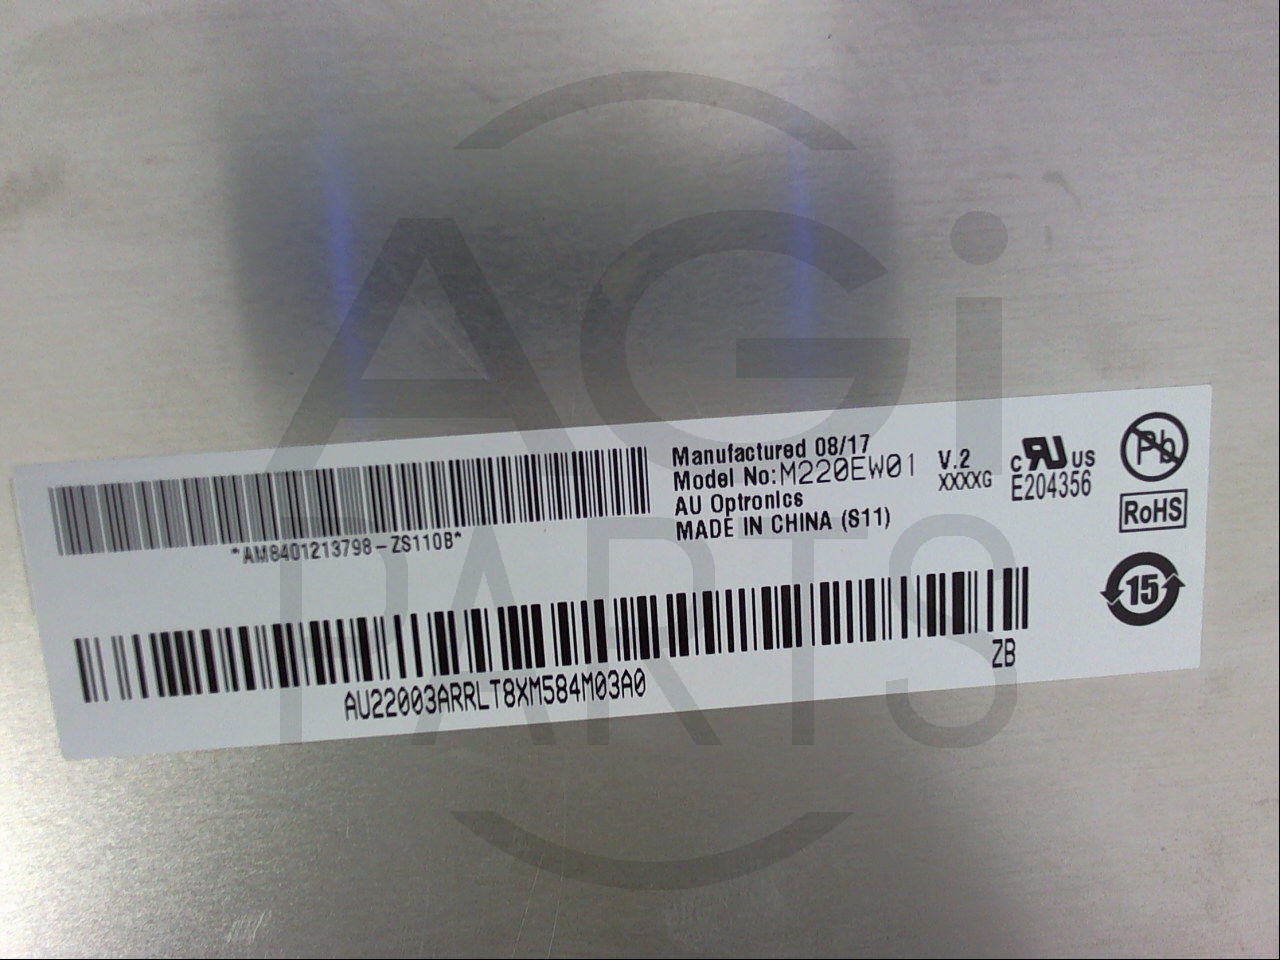 AGi
PARTS
Manufactured 08/17
Model No:M220EW01 V.2
AU Optronics XXXXG
MADE IN CHINA (S11)
c RU US
E204356
Pb
RoHS
15
*AM8401213798-ZS110B*
ZB
AU22003ARRLT8XM584M03A0